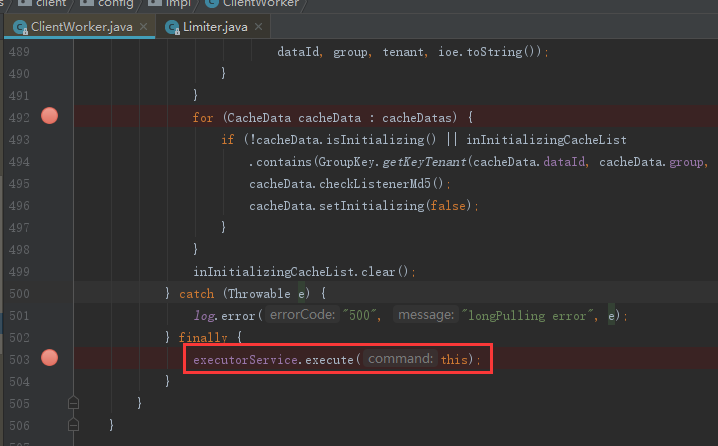 client config impl ClientWorker
ClientWorker.java Limiter.java
489 dataId, group, tenant, ioe.toString());
490 }
491 }
492 for (CacheData cacheData : cacheDatas) {
493 if (!cacheData.isInitializing() || inInitializingCacheList
494 .contains(GroupKey.getKeyTenant(cacheData.dataId, cacheData.group,
495 cacheData.checkListenerMd5();
496 cacheData.setInitializing(false);
497 }
498 }
499 inInitializingCacheList.clear();
500 } catch (Throwable e) {
501 log.error( errorCode: "500", message: "longPulling error", e);
502 } finally {
503 executorService.execute( command: this);
504 }
505 }
506 }